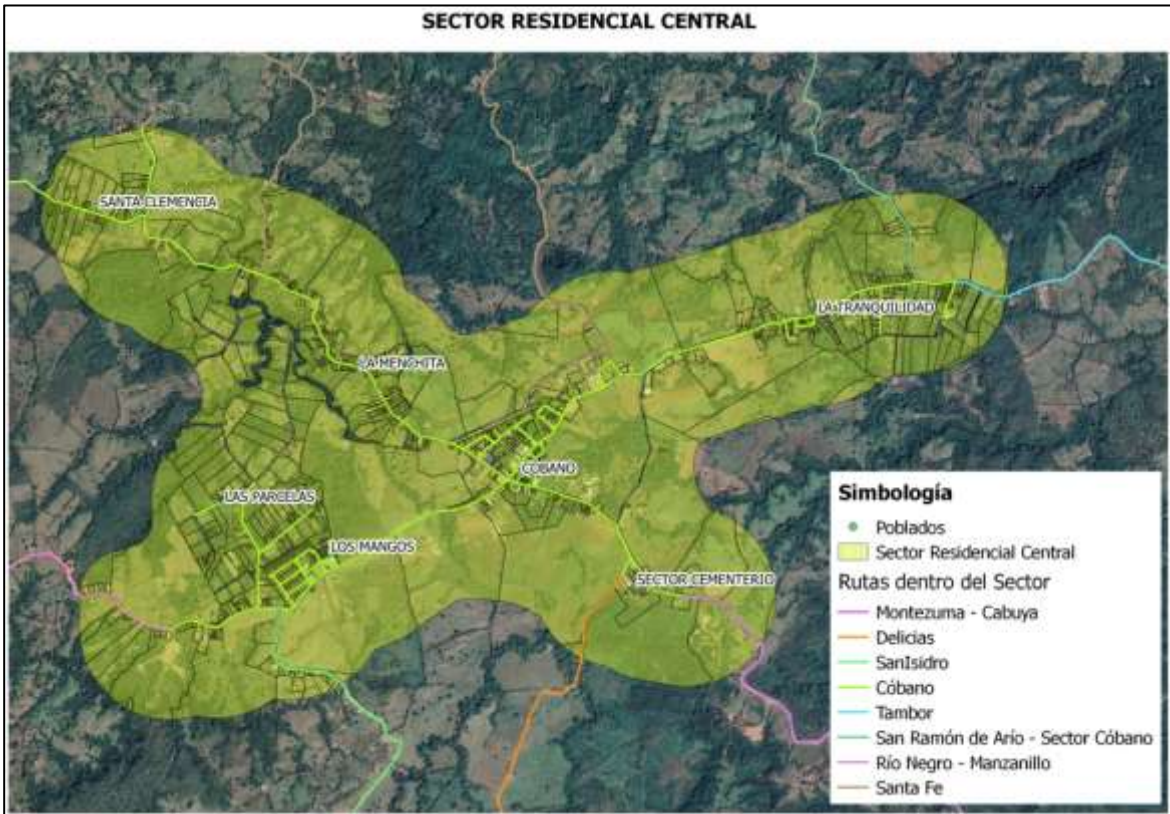 SECTOR RESIDENCIAL CENTRAL
SANTA CLEMENCIA
LA TRANQUILIDAD
LA MENCHITA
COBANO
LAS PARCELAS
LOS MANGOS
SECTOR CEMENTERIO
Simbología
Poblados
Sector Residencial Central
Rutas dentro del Sector
Montezuma - Cabuya
Delicias
SanIsidro
Cóbano
Tambor
San Ramón de Arío - Sector Cóbano
Río Negro - Manzanillo
Santa Fe